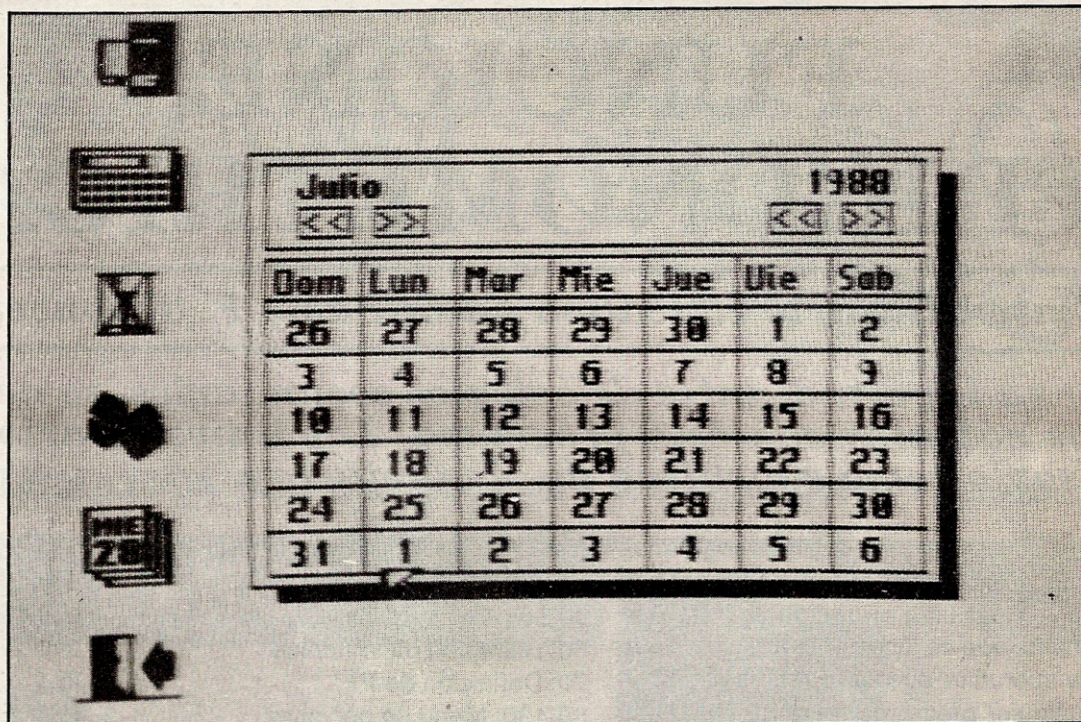 Julio 1988
<< >> << >>
Dom Lun Mar Mie Jue Vie Sab
26 27 28 29 30 1 2
3 4 5 6 7 8 9
10 11 12 13 14 15 16
17 18 19 20 21 22 23
24 25 26 27 28 29 30
31 1 2 3 4 5 6
MIE
20